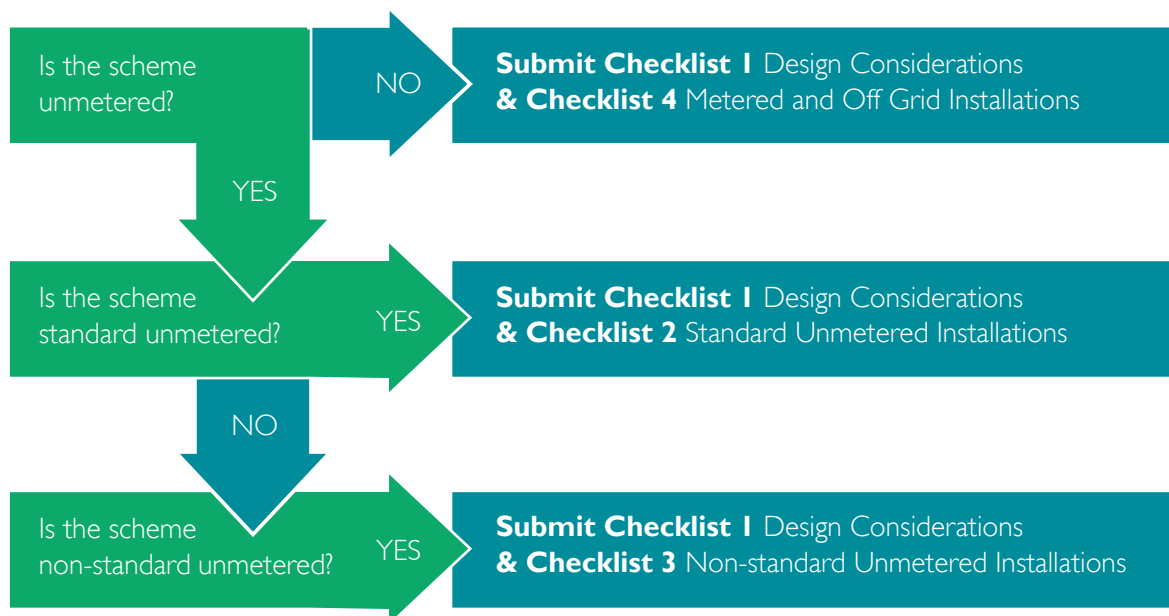 Is the scheme
unmetered?
NO
Submit Checklist 1 Design Considerations
& Checklist 4 Metered and Off Grid Installations
YES
Is the scheme
standard unmetered?
YES
Submit Checklist 1 Design Considerations
& Checklist 2 Standard Unmetered Installations
NO
Is the scheme
non-standard unmetered?
YES
Submit Checklist 1 Design Considerations
& Checklist 3 Non-standard Unmetered Installations